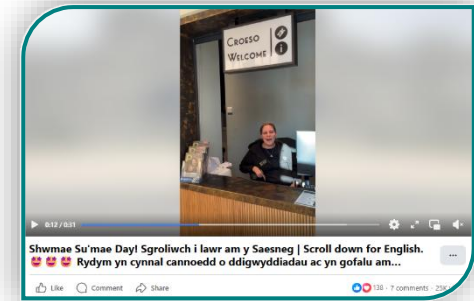 CROESO
WELCOME
0:12 / 0:31
Shwmae Su'mae Day! Sgroliwch i lawr am y Saesneg | Scroll down for English.
🤩 🤩 🤩 Rydym yn cynnal cannoedd o ddigwyddiadau ac yn gofalu am...
Like Comment Share 138 · 7 comments · 25K